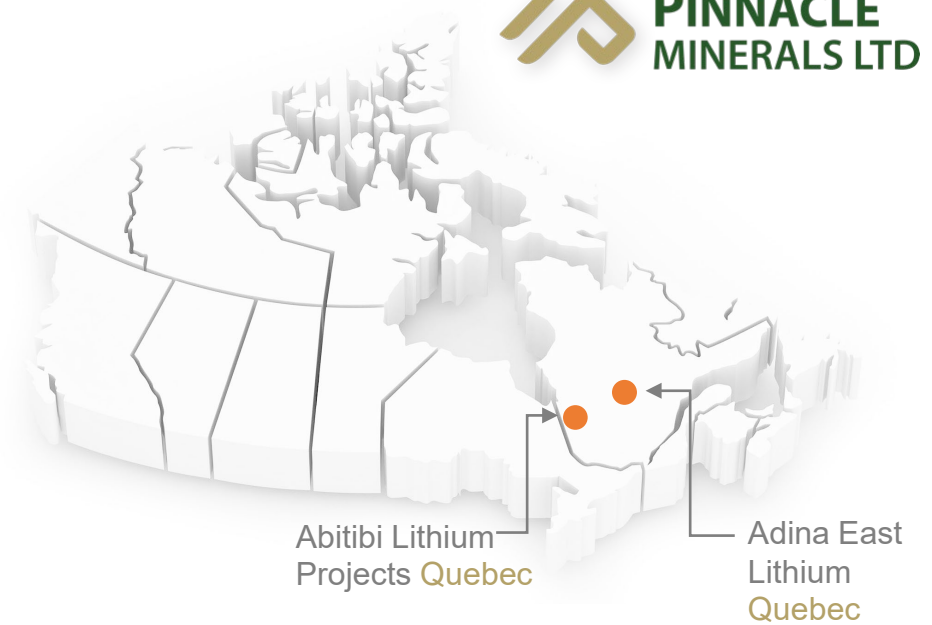 PINNACLE
MINERALS LTD
Abitibi Lithium
Projects Quebec
Adina East
Lithium
Quebec